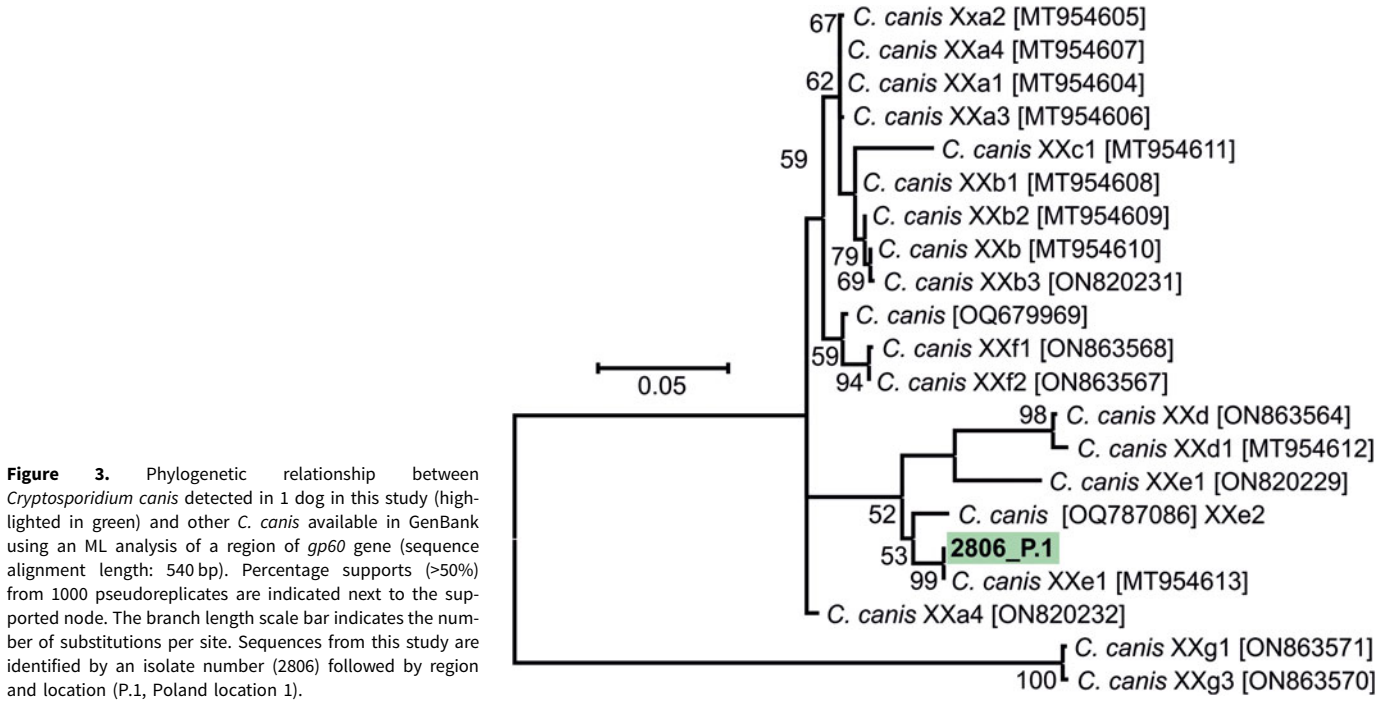 67
C. canis Xxa2 [MT954605]
C. canis XXa4 [MT954607]
62
C. canis XXa1 [MT954604]
C. canis XXa3 [MT954606]
59
C. canis XXc1 [MT954611]
C. canis XXb1 [MT954608]
C. canis XXb2 [MT954609]
79
C. canis XXb [MT954610]
69
C. canis XXb3 [ON820231]
C. canis [OQ679969]
59
C. canis XXf1 [ON863568]
94
C. canis XXf2 [ON863567]
0.05
98
C. canis XXd [ON863564]
C. canis XXd1 [MT954612]
C. canis XXe1 [ON820229]
52
C. canis [OQ787086] XXe2
53
2806_P.1
99
C. canis XXe1 [MT954613]
C. canis XXa4 [ON820232]
C. canis XXg1 [ON863571]
100
C. canis XXg3 [ON863570]
Figure 3. Phylogenetic relationship between
Cryptosporidium canis detected in 1 dog in this study (high-
lighted in green) and other C. canis available in GenBank
using an ML analysis of a region of gp60 gene (sequence
alignment length: 540 bp). Percentage supports (>50%)
from 1000 pseudoreplicates are indicated next to the sup-
ported node. The branch length scale bar indicates the num-
ber of substitutions per site. Sequences from this study are
identified by an isolate number (2806) followed by region
and location (P.1, Poland location 1).